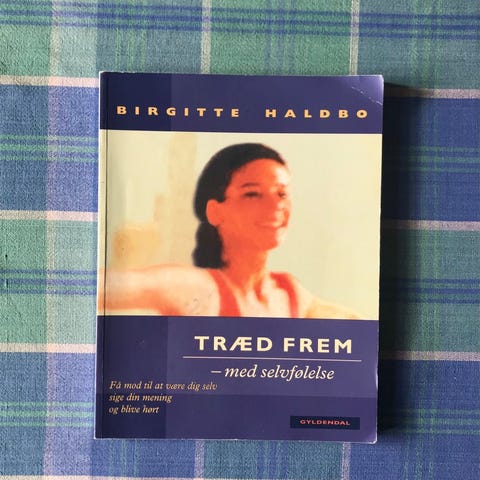 BIRGITTE HALDBO
TRÆD FREM
– med selvfølelse
Få mod til at være dig selv
sige din mening
og blive hørt
GYLDENDAL